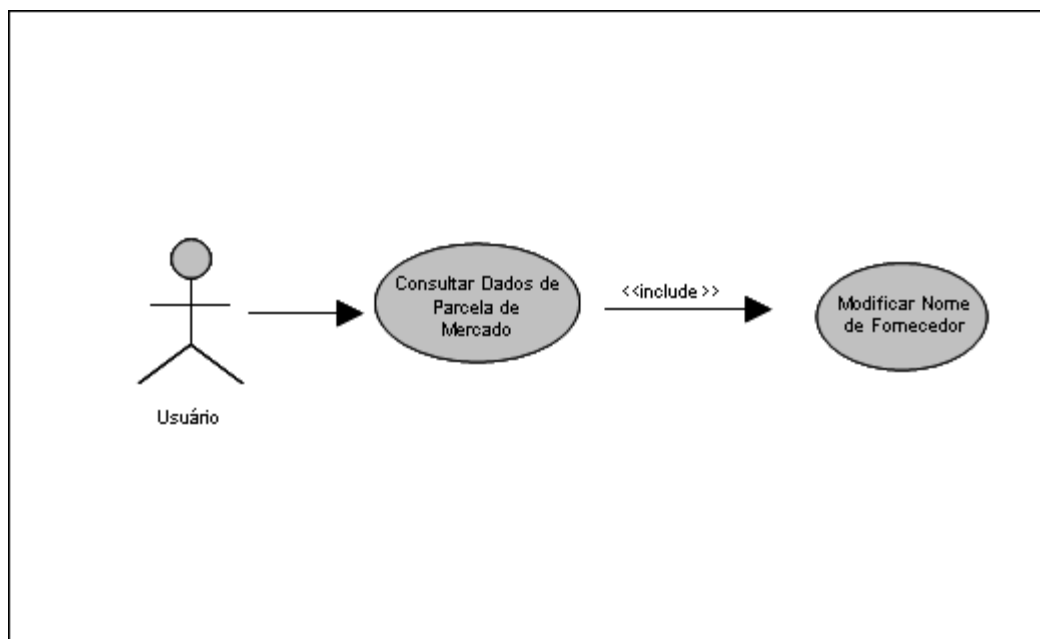 Consultar Dados de
Parcela de
Mercado
<<include>>
Modificar Nome
de Fornecedor
Usuário